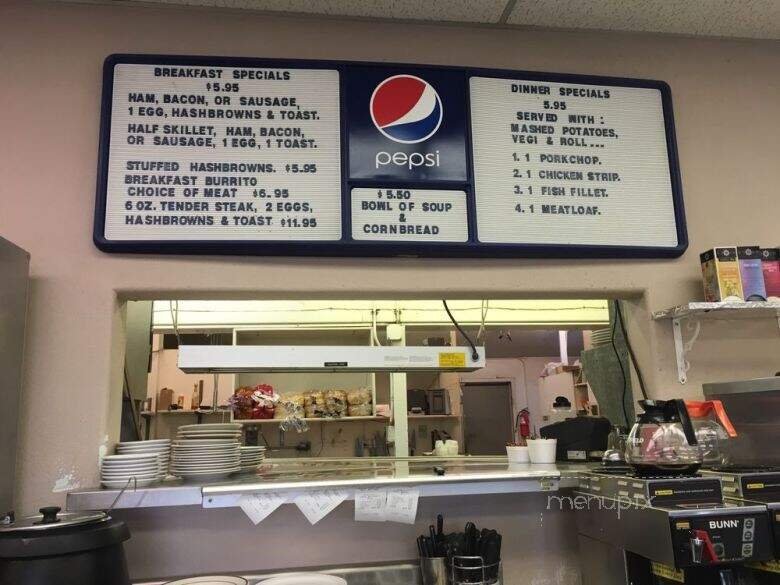 BREAKFAST SPECIALS
$5.95
HAM, BACON, OR SAUSAGE,
1 EGG, HASHBROWNS & TOAST.
HALF SKILLET, HAM, BACON,
OR SAUSAGE, 1 EGG, 1 TOAST.
STUFFED HASHBROWNS. $5.95
BREAKFAST BURRITO
CHOICE OF MEAT $6.95
6 OZ. TENDER STEAK, 2 EGGS,
HASHBROWNS & TOAST $11.95
pepsi
$5.50
BOWL OF SOUP
&
CORNBREAD
DINNER SPECIALS
5.95
SERVED WITH :
MASHED POTATOES,
VEGI & ROLL...
1. 1 PORKCHOP.
2. 1 CHICKEN STRIP.
3. 1 FISH FILLET.
4. 1 MEATLOAF.
menupix
BUNN